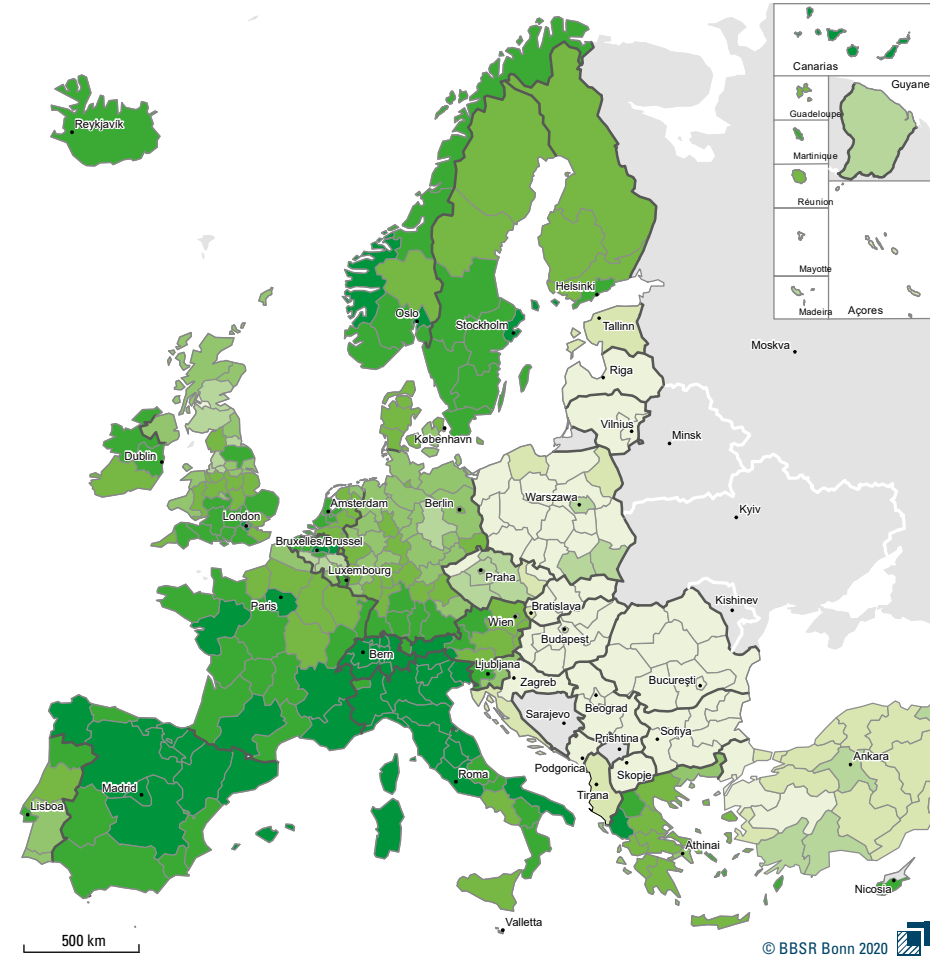 Canarias
Guyane
Guadeloupe
Martinique
Réunion
Mayotte
Madeira
Açores
Reykjavík
Helsinki
Oslo
Stockholm
Tallinn
Moskva
Riga
Vilnius
Minsk
København
Dublin
London
Amsterdam
Berlin
Warszawa
Kyiv
Bruxelles/Brussel
Luxembourg
Praha
Paris
Kishinev
Bratislava
Wien
Budapest
Bern
Ljubljana
Zagreb
Bucureşti
Beograd
Sarajevo
Prishtina
Sofiya
Podgorica
Skopje
Ankara
Roma
Madrid
Tirana
Lisboa
Athinai
Nicosia
Valletta
500 km
© BBSR Bonn 2020